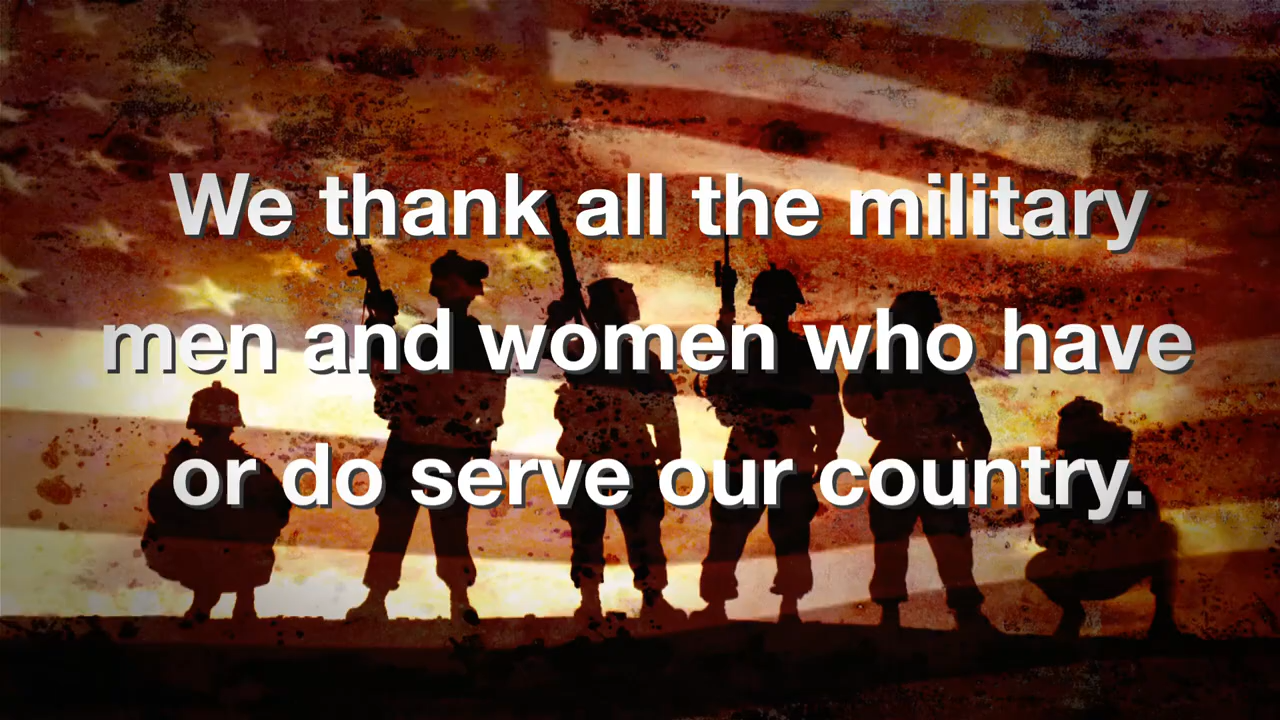 We thank all the military
men and women who have
or do serve our country.